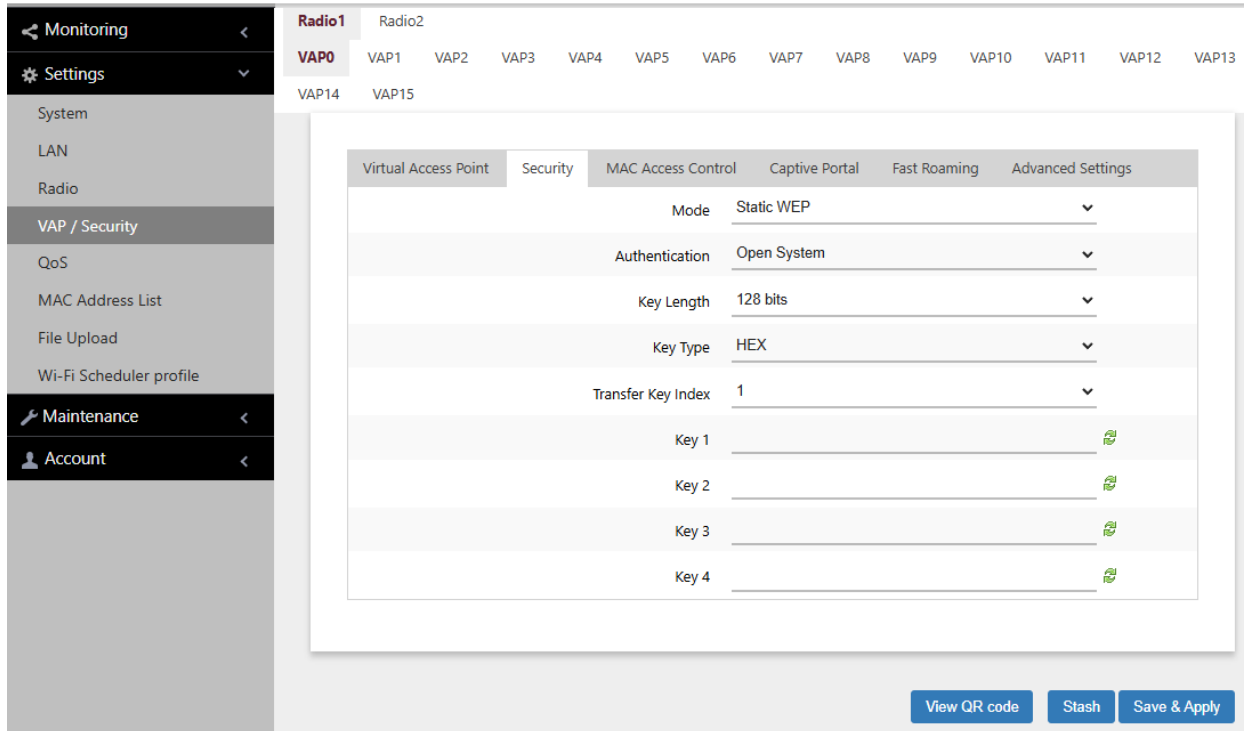 Monitoring
Settings
System
LAN
Radio
VAP / Security
QoS
MAC Address List
File Upload
Wi-Fi Scheduler profile
Maintenance
Account
Radio1 Radio2
VAP0 VAP1 VAP2 VAP3 VAP4 VAP5 VAP6 VAP7 VAP8 VAP9 VAP10 VAP11 VAP12 VAP13
VAP14 VAP15
Virtual Access Point Security MAC Access Control Captive Portal Fast Roaming Advanced Settings
Mode Static WEP
Authentication Open System
Key Length 128 bits
Key Type HEX
Transfer Key Index 1
Key 1
Key 2
Key 3
Key 4
View QR code Stash Save & Apply